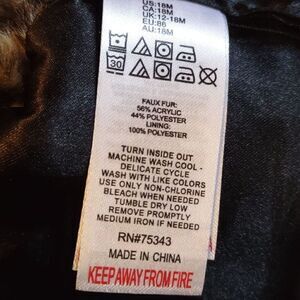 US:18M
CA:18M
UK:12-18M
EU:86
AU:18M
30
FAUX FUR:
56% ACRYLIC
44% POLYESTER
LINING:
100% POLYESTER
TURN INSIDE OUT
MACHINE WASH COOL -
DELICATE CYCLE
WASH WITH LIKE COLORS
USE ONLY NON-CHLORINE
BLEACH WHEN NEEDED
TUMBLE DRY LOW
REMOVE PROMPTLY
MEDIUM IRON IF NEEDED
RN#75343
MADE IN CHINA
KEEP AWAY FROM FIRE